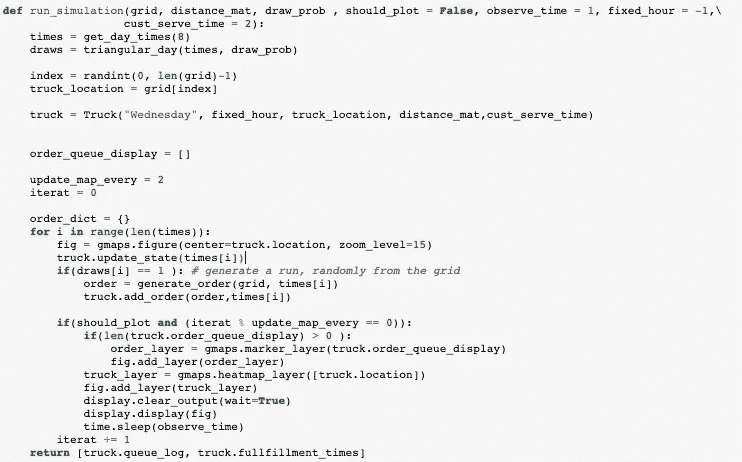 def run_simulation(grid, distance_mat, draw_prob , should_plot = False, observe_time = 1, fixed_hour = -1,\
                  cust_serve_time = 2):
    times = get_day_times(8)
    draws = triangular_day(times, draw_prob)

    index = randint(0, len(grid)-1)
    truck_location = grid[index]

    truck = Truck("Wednesday", fixed_hour, truck_location, distance_mat,cust_serve_time)


    order_queue_display = []

    update_map_every = 2
    iterat = 0

    order_dict = {}
    for i in range(len(times)):
        fig = gmaps.figure(center=truck.location, zoom_level=15)
        truck.update_state(times[i])
        if(draws[i] == 1 ): # generate a run, randomly from the grid
            order = generate_order(grid, times[i])
            truck.add_order(order,times[i])

        if(should_plot and (iterat % update_map_every == 0)):
            if(len(truck.order_queue_display) > 0 ):
                order_layer = gmaps.marker_layer(truck.order_queue_display)
                fig.add_layer(order_layer)
            truck_layer = gmaps.heatmap_layer([truck.location])
            fig.add_layer(truck_layer)
            display.clear_output(wait=True)
            display.display(fig)
            time.sleep(observe_time)
        iterat += 1
    return [truck.queue_log, truck.fullfillment_times]